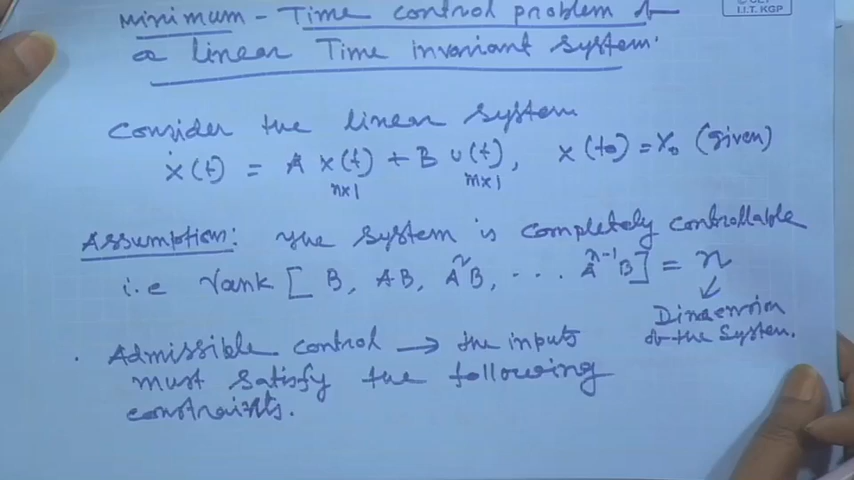 Minimum - Time control problem of
I.I.T. KGP
a linear Time invariant system.
Consider the linear system
ẋ(t) = A x(t) + B u(t), x(t₀) = x₀ (given)
n×1 m×1
Assumption: The system is completely controllable
i.e rank [ B, AB, A²B, ... Aⁿ⁻¹B ] = n
Dimension
of the system.
. Admissible control → the inputs
must satisfy the following
constraints.